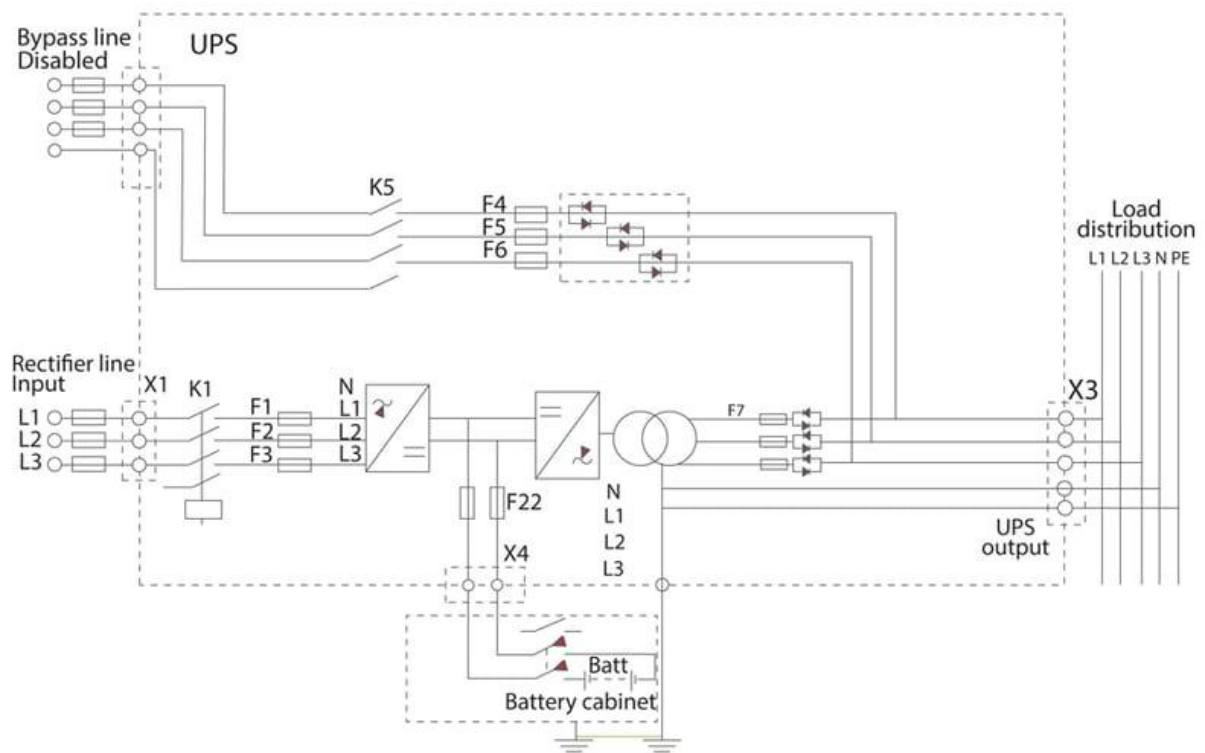 Bypass line
Disabled
UPS
K5
F4
F5
F6
Load
distribution
L1 L2 L3 N PE
Rectifier line
Input
X1
K1
L1
L2
L3
F1
F2
F3
N
L1
L2
L3
F7
X3
F22
N
L1
L2
L3
UPS
output
X4
Batt
Battery cabinet